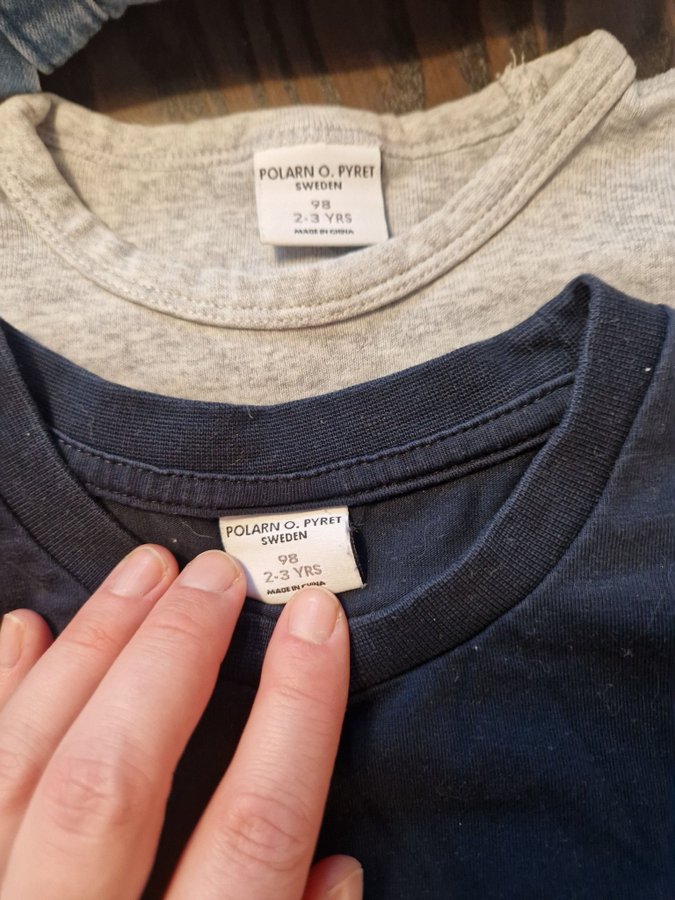 POLARN O. PYRET
SWEDEN
98
2-3 YRS
MADE IN CHINA
POLARN O. PYRET
SWEDEN
98
2-3 YRS
MADE IN CHINA